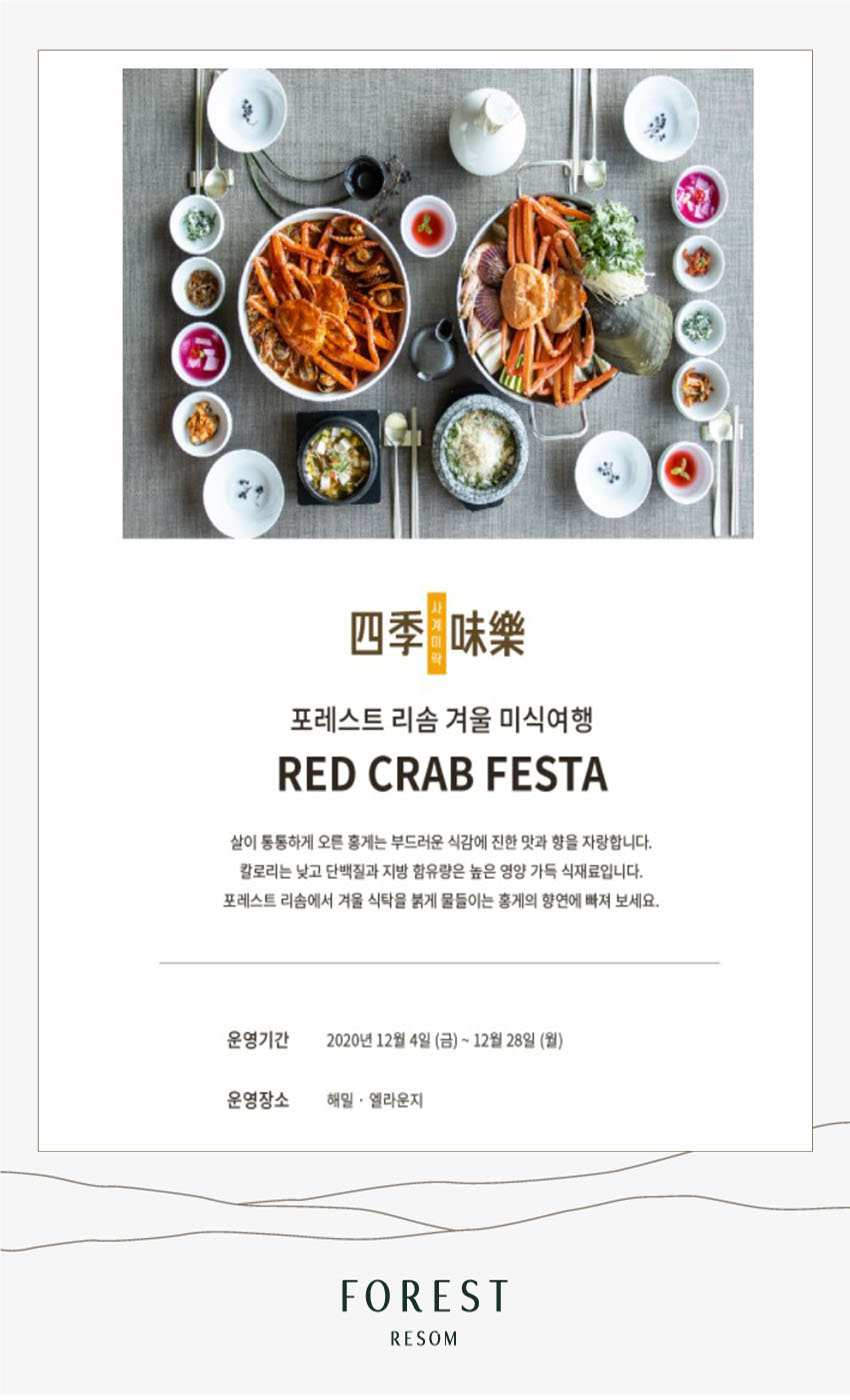 四季 사계미락 味樂
포레스트 리솜 겨울 미식여행
RED CRAB FESTA
살이 통통하게 오른 홍게는 부드러운 식감에 진한 맛과 향을 자랑합니다.
칼로리는 낮고 단백질과 지방 함유량은 높은 영양 가득 식재료입니다.
포레스트 리솜에서 겨울 식탁을 붉게 물들이는 홍게의 향연에 빠져 보세요.
운영기간 2020년 12월 4일 (금) ~ 12월 28일 (월)
운영장소 해밀 · 엘라운지
FOREST
RESOM